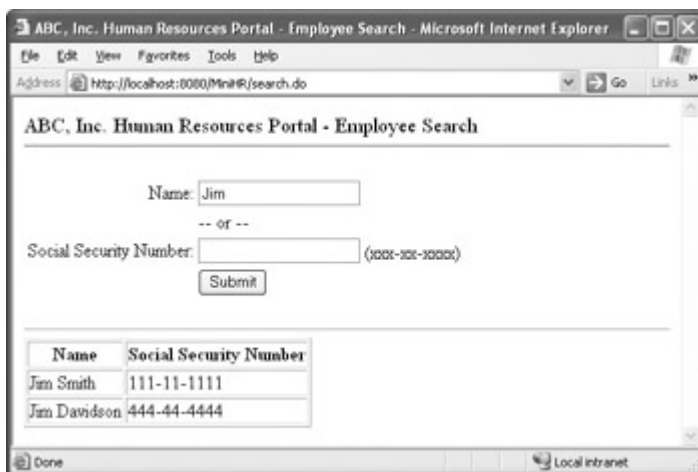 ABC, Inc. Human Resources Portal - Employee Search - Microsoft Internet Explorer
File Edit View Favorites Tools Help
Address http://localhost:8080/MiniHR/search.do Go Links »
ABC, Inc. Human Resources Portal - Employee Search
Name: Jim
-- or --
Social Security Number: (xxx-xx-xxxx)
Submit
Name Social Security Number
Jim Smith 111-11-1111
Jim Davidson 444-44-4444
Done Local intranet